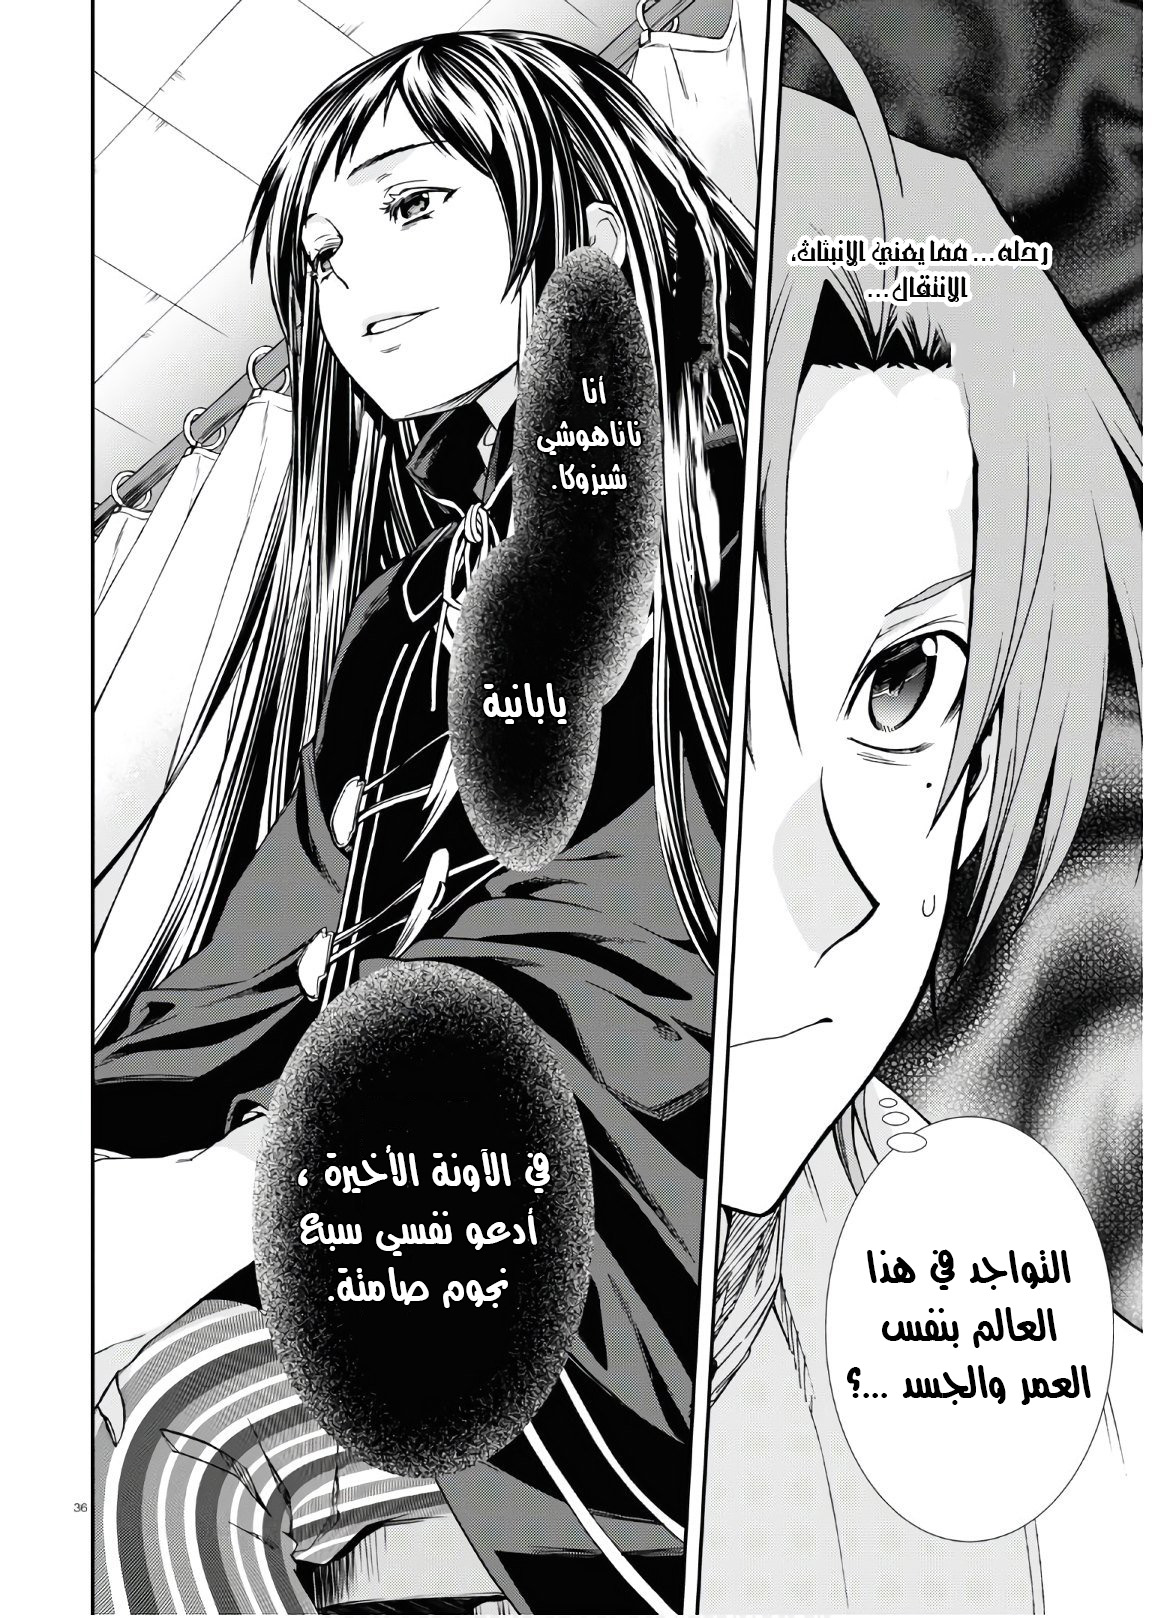 رحله... مما يعني الانبثاث،
الانتقال...
التواجد في هذا
العالم بنفس
العمر والجسد ...؟
أنا
ناناهوشي
شيزوكا.
يابانية
في الآونة الأخيرة ،
أدعو نفسي سبع
نجوم صامتة.
36